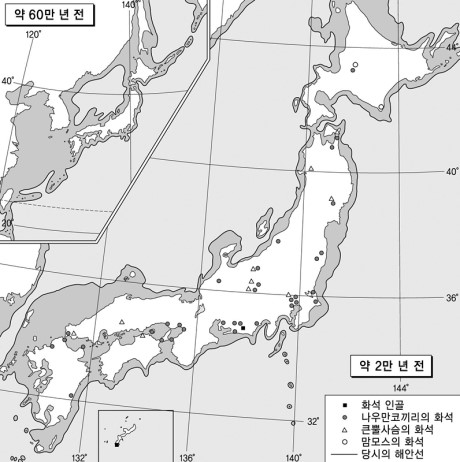 약 60만 년 전
140°
120°
44°
40°
40°
20°
36°
약 2만 년 전
144°
화석 인골
나우만코끼리의 화석
큰뿔사슴의 화석
맘모스의 화석
당시의 해안선
32°
132°
136°
140°